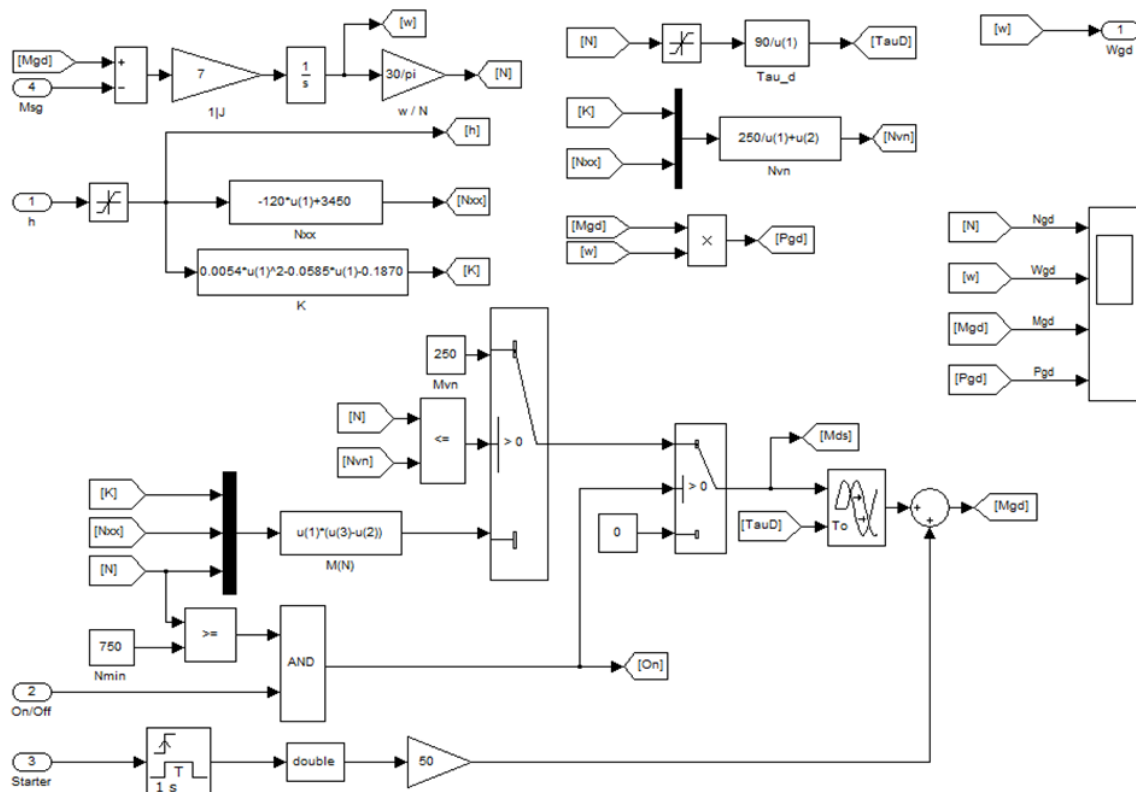 [w]
[N]
90/u(1)
[TauD]
[w]
1
Wgd
Tau_d
[Mgd]
+
7
1
s
30/pi
[N]
4
−
Msg
1|J
w / N
[K]
250/u(1)+u(2)
[Nvn]
[Nxx]
Nvn
[h]
1
h
-120*u(1)+3450
[Nxx]
Nxx
[Mgd]
×
[Pgd]
[w]
[N]
Ngd
0.0054*u(1)^2-0.0585*u(1)-0.1870
[K]
K
[w]
Wgd
[Mgd]
Mgd
[Pgd]
Pgd
250
Mvn
[N]
<=
> 0
[Nvn]
[Mds]
> 0
[K]
[Nxx]
u(1)*(u(3)-u(2))
M(N)
[N]
0
[TauD]
To
+
+
[Mgd]
750
>=
Nmin
AND
[On]
2
On/Off
3
Starter
T
1 s
double
50